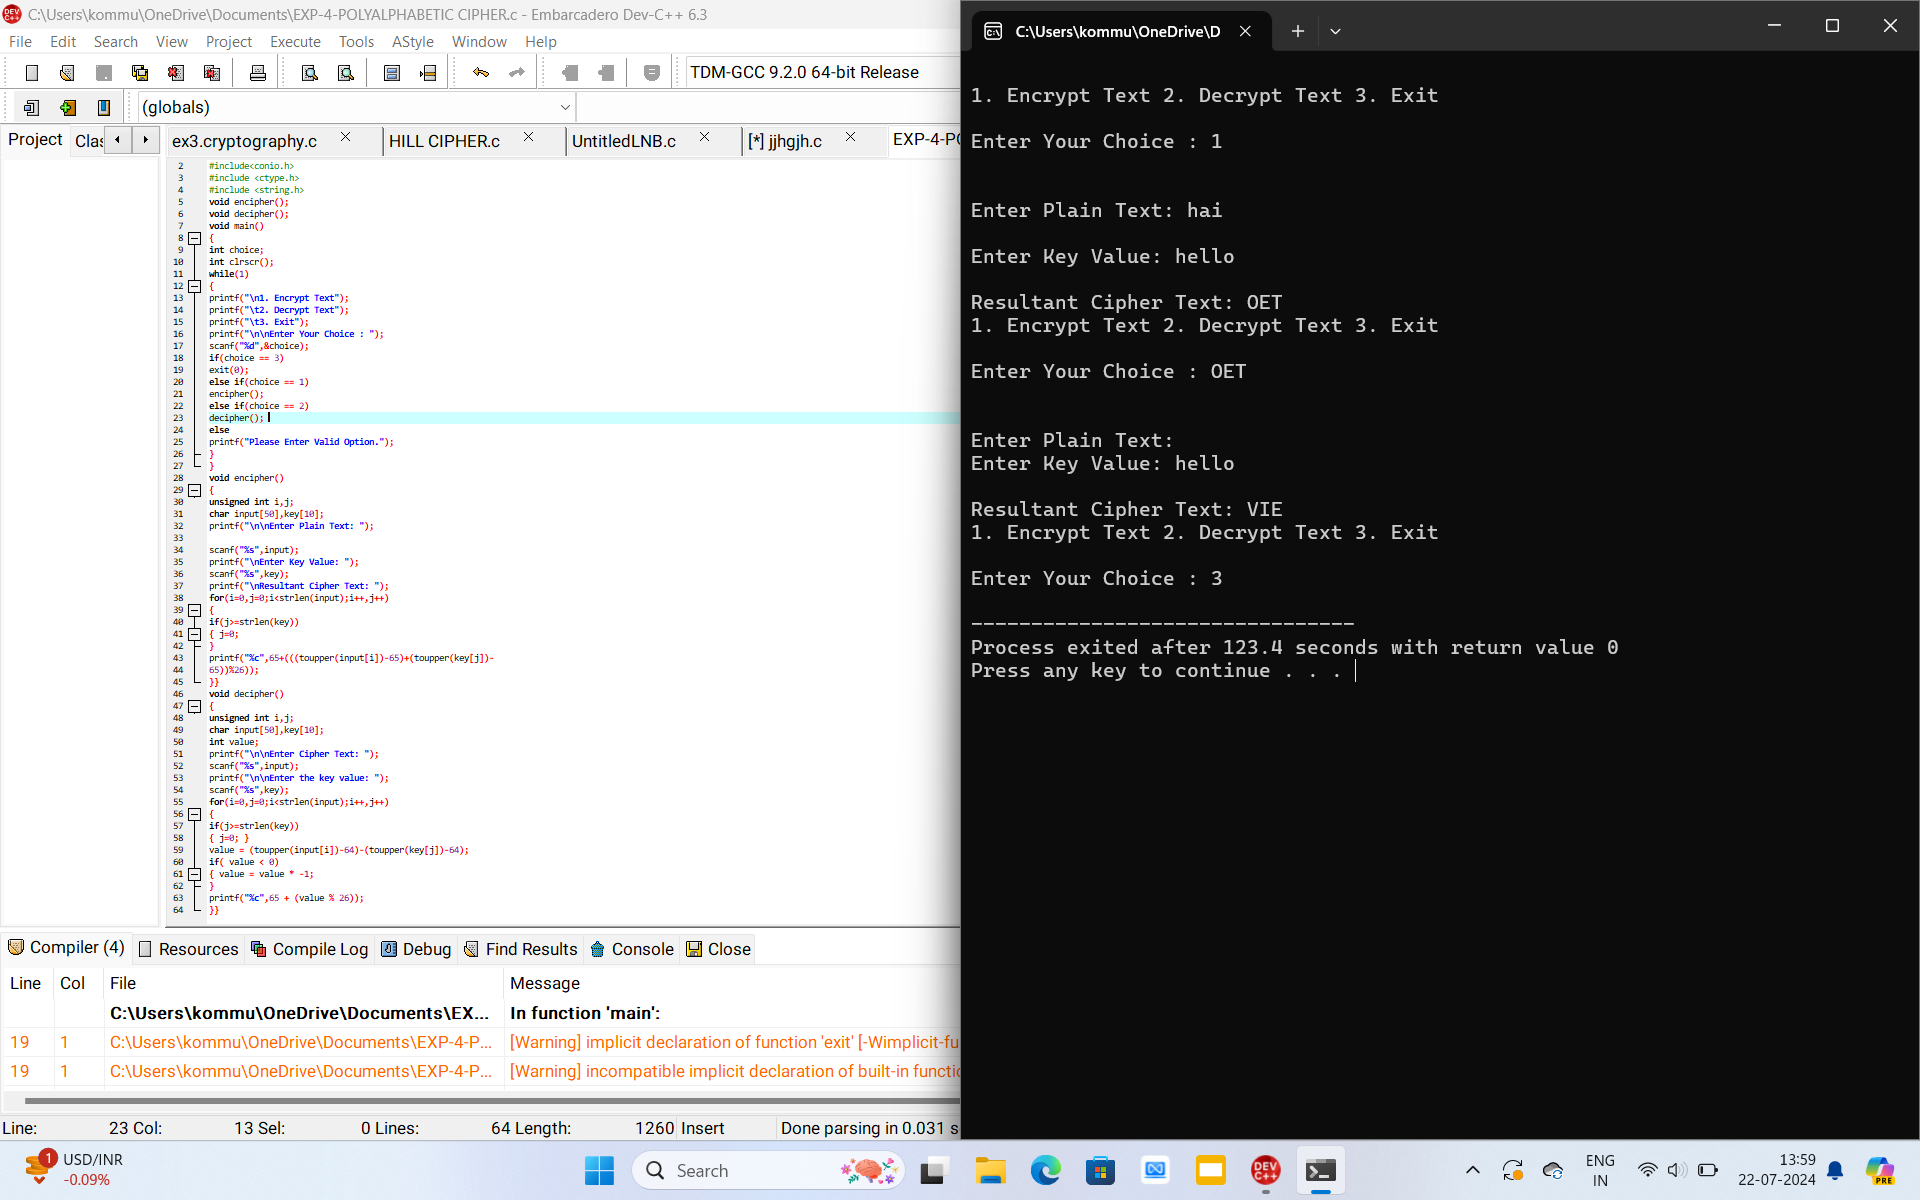 C:\Users\kommu\OneDrive\Documents\EXP-4-POLYALPHABETIC CIPHER.c - Embarcadero Dev-C++ 6.3
File Edit Search View Project Execute Tools AStyle Window Help
TDM-GCC 9.2.0 64-bit Release
(globals)
Project Clas ex3.cryptography.c HILL CIPHER.c UntitledLNB.c [*] jjhgjh.c EXP-4-PO
2 #include<conio.h>
3 #include <ctype.h>
4 #include <string.h>
5 void encipher();
6 void decipher();
7 void main()
8 {
9 int choice;
10 int clrscr();
11 while(1)
12 {
13 printf("\n1. Encrypt Text");
14 printf("\t2. Decrypt Text");
15 printf("\t3. Exit");
16 printf("\n\nEnter Your Choice : ");
17 scanf("%d",&choice);
18 if(choice == 3)
19 exit(0);
20 else if(choice == 1)
21 encipher();
22 else if(choice == 2)
23 decipher();
24 else
25 printf("Please Enter Valid Option.");
26 }
27 }
28 void encipher()
29 {
30 unsigned int i,j;
31 char input[50],key[10];
32 printf("\n\nEnter Plain Text: ");
33
34 scanf("%s",input);
35 printf("\nEnter Key Value: ");
36 scanf("%s",key);
37 printf("\nResultant Cipher Text: ");
38 for(i=0,j=0;i<strlen(input);i++,j++)
39 {
40 if(j>=strlen(key))
41 { j=0;
42 }
43 printf("%c",65+(((toupper(input[i])-65)+(toupper(key[j])-
44 65))%26));
45 }}
46 void decipher()
47 {
48 unsigned int i,j;
49 char input[50],key[10];
50 int value;
51 printf("\n\nEnter Cipher Text: ");
52 scanf("%s",input);
53 printf("\n\nEnter the key value: ");
54 scanf("%s",key);
55 for(i=0,j=0;i<strlen(input);i++,j++)
56 {
57 if(j>=strlen(key))
58 { j=0; }
59 value = (toupper(input[i])-64)-(toupper(key[j])-64);
60 if( value < 0)
61 { value = value * -1;
62 }
63 printf("%c",65 + (value % 26));
64 }}
Compiler (4) Resources Compile Log Debug Find Results Console Close
Line Col File Message
C:\Users\kommu\OneDrive\Documents\EX... In function 'main':
19 1 C:\Users\kommu\OneDrive\Documents\EXP-4-P... [Warning] implicit declaration of function 'exit' [-Wimplicit-fu
19 1 C:\Users\kommu\OneDrive\Documents\EXP-4-P... [Warning] incompatible implicit declaration of built-in functio
Line: 23 Col: 13 Sel: 0 Lines: 64 Length: 1260 Insert Done parsing in 0.031 s
C:\Users\kommu\OneDrive\D
1. Encrypt Text 2. Decrypt Text 3. Exit
Enter Your Choice : 1
Enter Plain Text: hai
Enter Key Value: hello
Resultant Cipher Text: OET
1. Encrypt Text 2. Decrypt Text 3. Exit
Enter Your Choice : OET
Enter Plain Text:
Enter Key Value: hello
Resultant Cipher Text: VIE
1. Encrypt Text 2. Decrypt Text 3. Exit
Enter Your Choice : 3
--------------------------------
Process exited after 123.4 seconds with return value 0
Press any key to continue . . .
1 USD/INR
-0.09%
Search
DEV C++
PRE
ENG
IN
13:59
22-07-2024